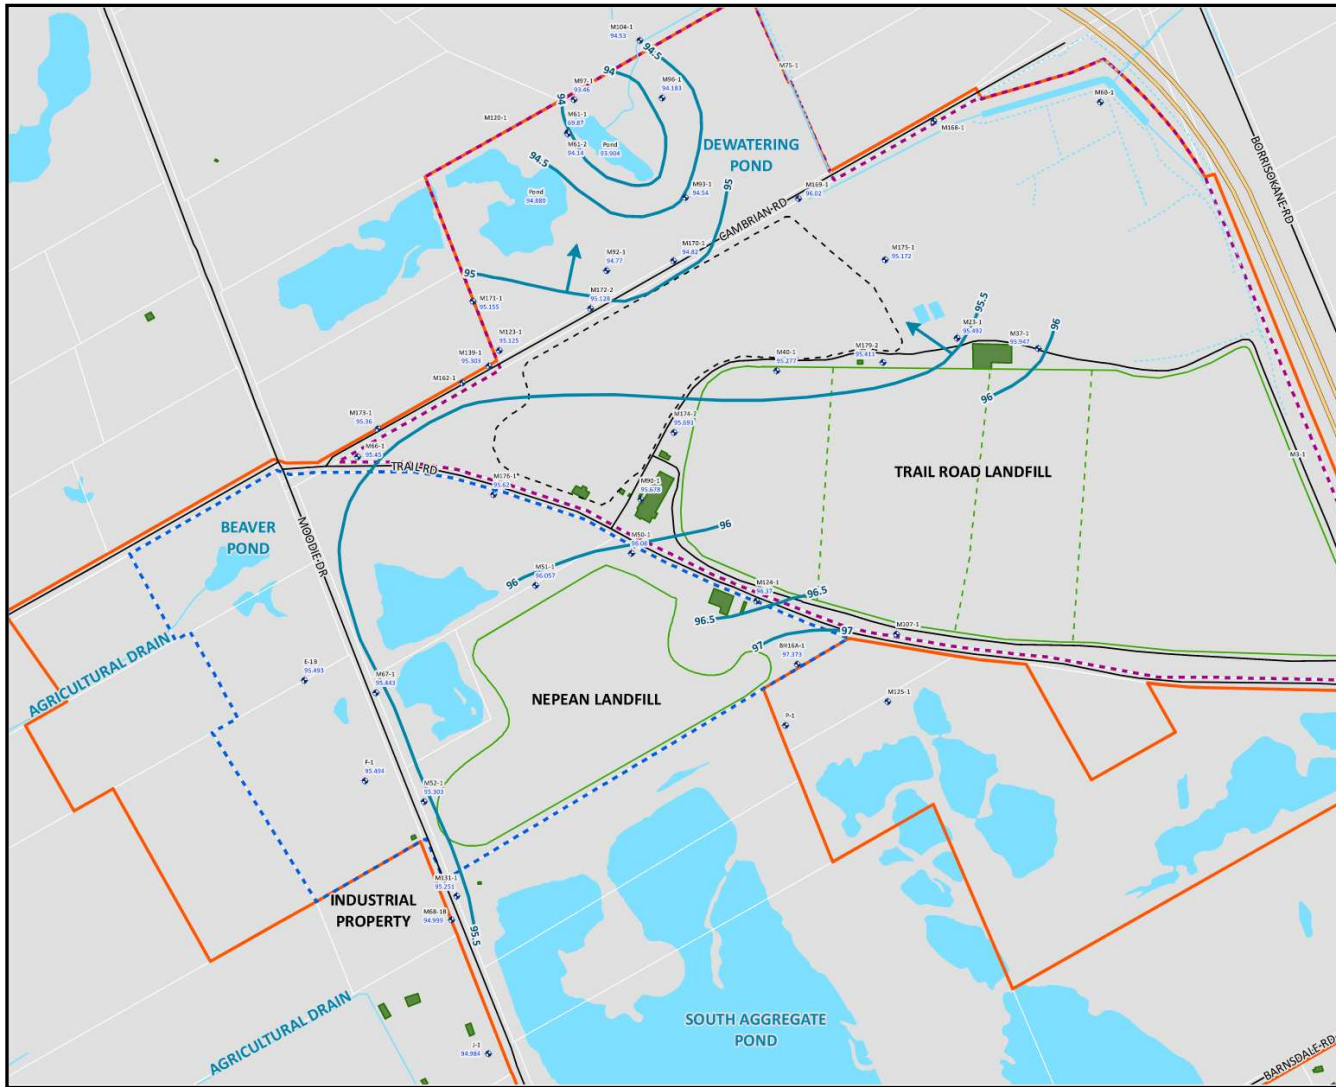 M104-1
94.53
94.5
M75-1
94
M97-1
93.46
M96-1
94.183
M60-1
94
M120-1
M61-1
69.87
M168-1
M61-2
94.14
Pond
93.904
DEWATERING
POND
BORRISOKANE-RD
94.5
Pond
94.880
M93-1
94.54
95
M169-1
96.02
CAMBRIAN-RD
M170-1
94.82
M175-1
95.172
M92-1
94.77
95
M171-1
95.155
M172-2
95.128
95.5
M23-1
95.492
96
M37-1
95.947
M123-1
95.125
M139-1
95.303
M40-1
95.277
M179-2
95.411
M162-1
96
M173-1
95.36
M174-2
95.691
M66-1
95.45
M3-1
TRAIL RD
TRAIL ROAD LANDFILL
M176-1
95.62
M90-1
95.678
BEAVER
POND
MOODIE-DR
96
M50-1
96.06
M51-1
96.057
96
M124-1
96.37
96.5
96.5
97
97
M107-1
AGRICULTURAL DRAIN
E-19
95.493
M67-1
95.443
BH16A-1
97.373
NEPEAN LANDFILL
M125-1
P-1
F-1
95.494
M52-1
95.303
M131-1
95.251
INDUSTRIAL
PROPERTY
M68-1B
94.999
95.5
SOUTH AGGREGATE
POND
AGRICULTURAL DRAIN
J-1
94.984
BARNSDALE-RD